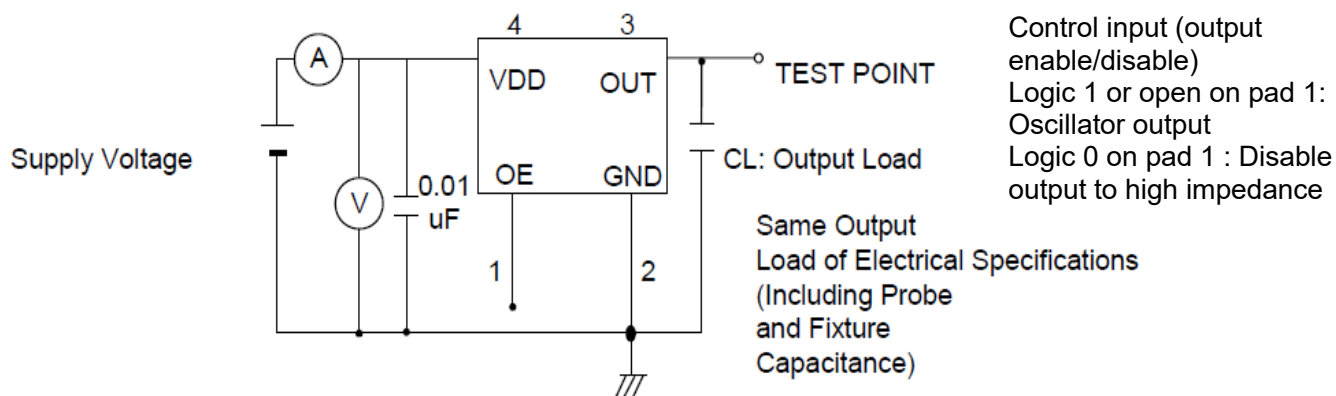 Supply Voltage
A
V
0.01
uF
4
3
VDD
OUT
OE
GND
1
2
TEST POINT
CL: Output Load
Same Output
Load of Electrical Specifications
(Including Probe
and Fixture
Capacitance)
Control input (output
enable/disable)
Logic 1 or open on pad 1:
Oscillator output
Logic 0 on pad 1 : Disable
output to high impedance